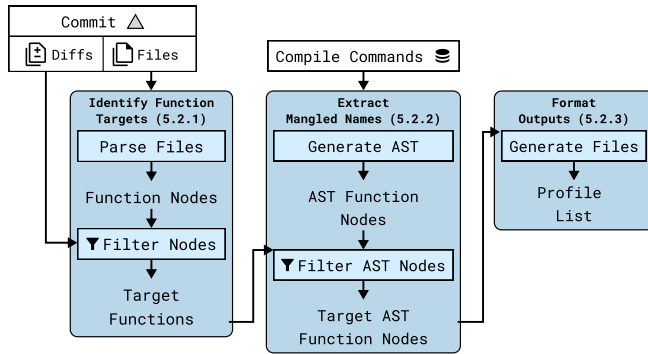 Commit
Diffs
Files
Compile Commands
Identify Function
Targets (5.2.1)
Parse Files
Function Nodes
Filter Nodes
Target
Functions
Extract
Mangled Names (5.2.2)
Generate AST
AST Function
Nodes
Filter AST Nodes
Target AST
Function Nodes
Format
Outputs (5.2.3)
Generate Files
Profile
List